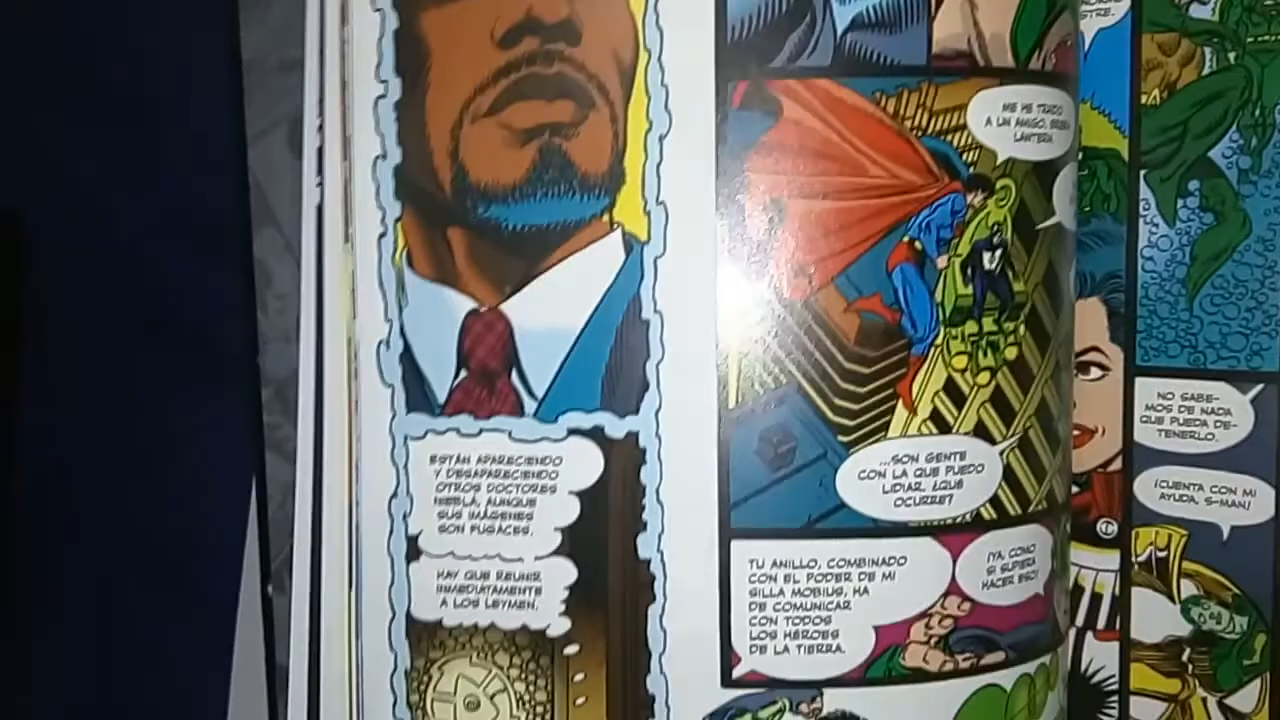 ESTÁN APARECIENDO
Y DESAPARECIENDO
OTROS DOCTORES
NIEBLA, AUNQUE
SUS IMÁGENES
SON FUGACES.
HAY QUE REUNIR
INMEDIATAMENTE
A LOS LEYMEN.
STRE.
ME HE TRAÍDO
A UN AMIGO,
LANTERN
...SON GENTE
CON LA QUE PUEDO
LIDIAR. ¿QUÉ
OCURRE?
TU ANILLO, COMBINADO
CON EL PODER DE MI
SILLA MOBIUS, HA
DE COMUNICAR
CON TODOS
LOS HÉROES
DE LA TIERRA.
¡YA, COMO
SI SUPIERA
HACER ESO!
NO SABE-
MOS DE NADA
QUE PUEDA DE-
TENERLO.
¡CUENTA CON MI
AYUDA, S-MAN!